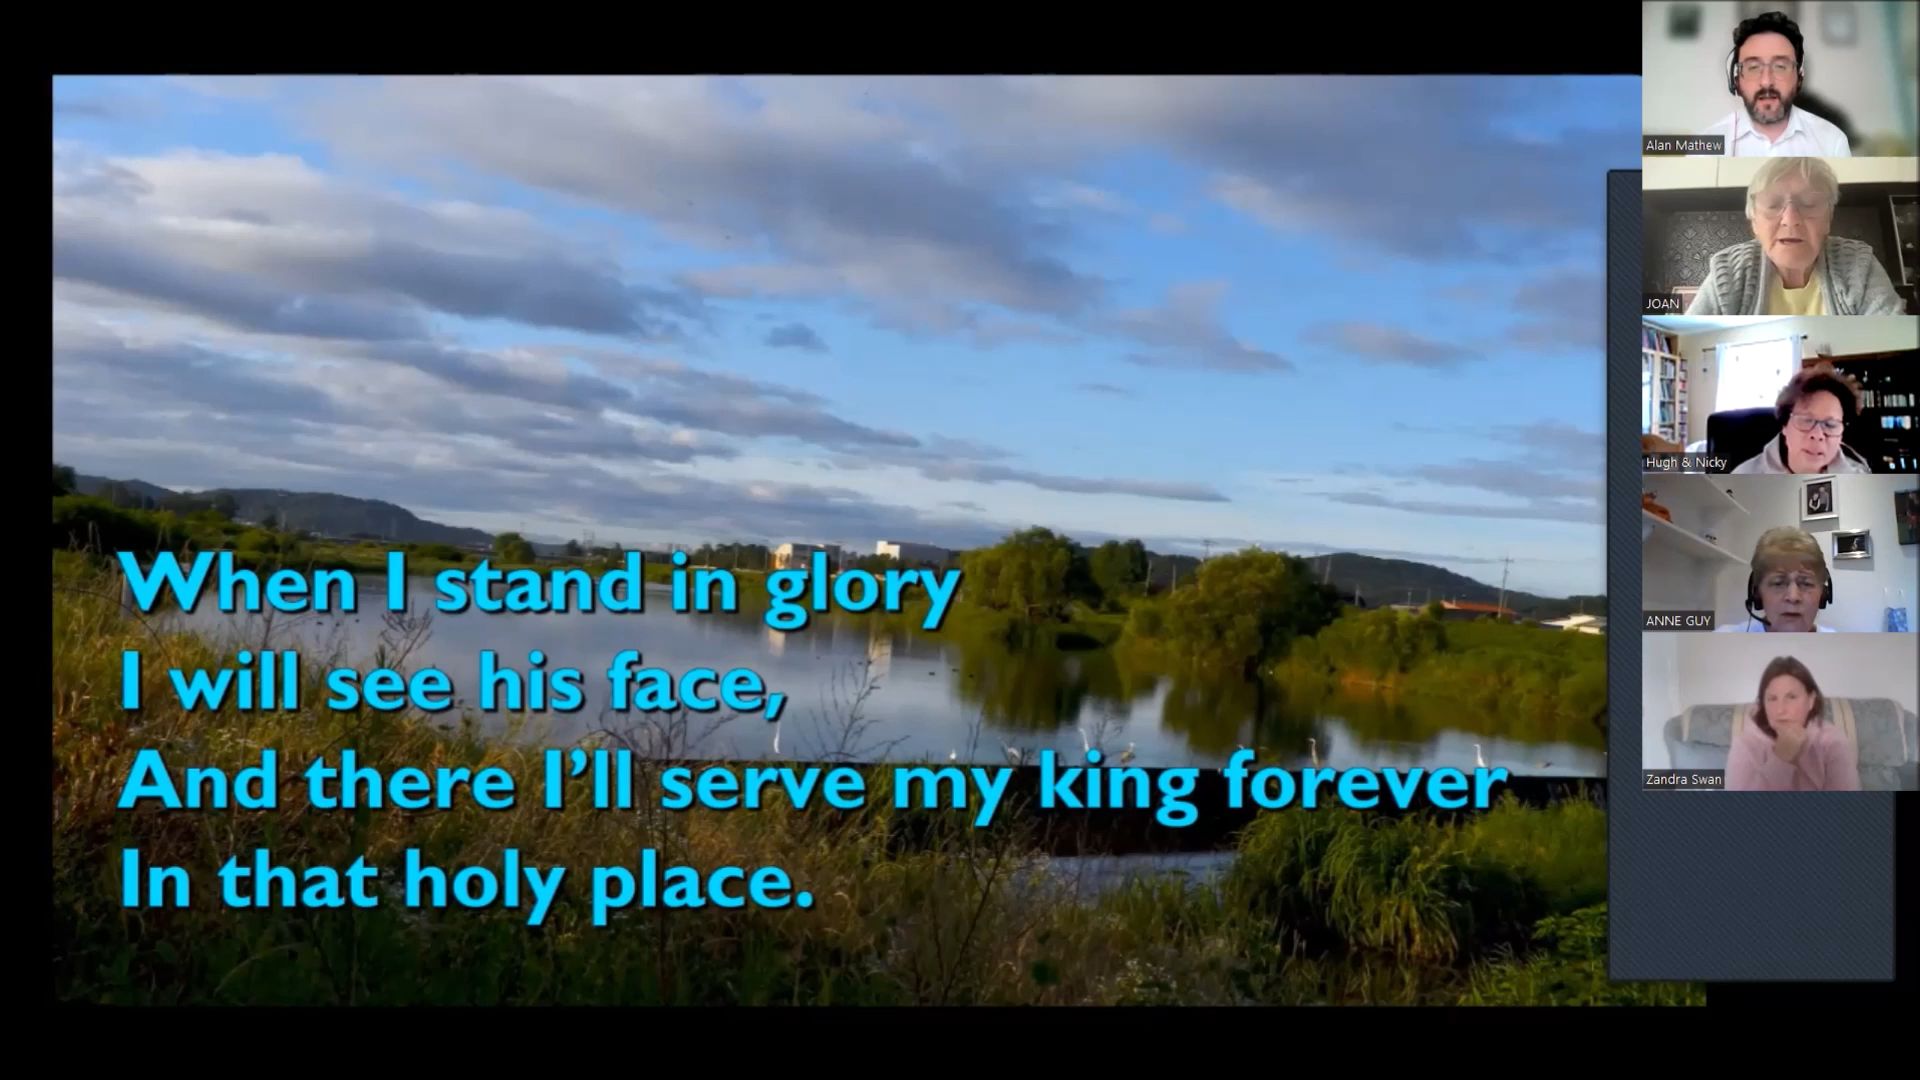 When I stand in glory
I will see his face,
And there I'll serve my king forever
In that holy place.
Alan Mathew
JOAN
Hugh & Nicky
ANNE GUY
Zandra Swan